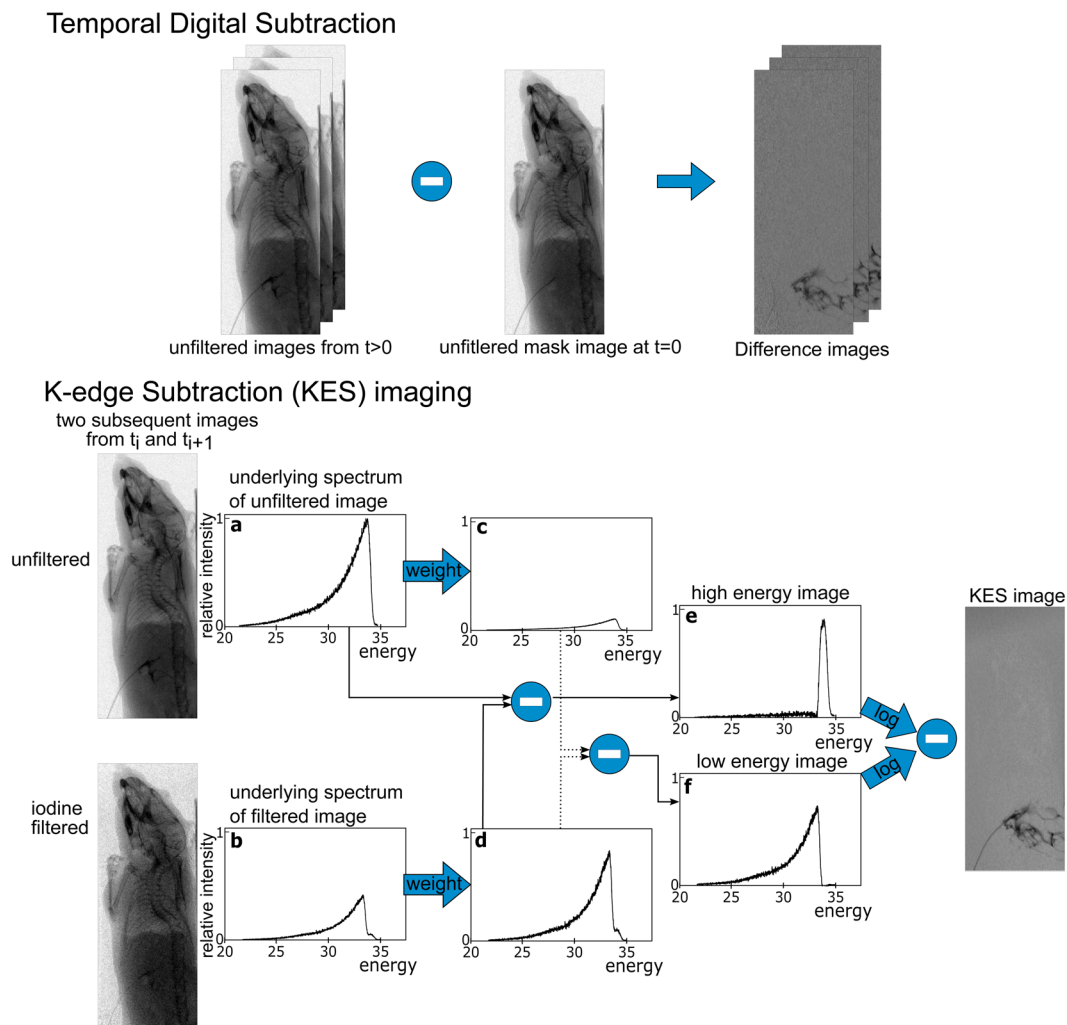 Temporal Digital Subtraction
unfiltered images from t>0
unfitlered mask image at t=0
Difference images
K-edge Subtraction (KES) imaging
two subsequent images
from ti and ti+1
unfiltered
underlying spectrum
of unfiltered image
a
relative intensity
1
0
20 25 30 35
energy
weight
c
1
0
20 25 30 35
energy
high energy image
e
1
0
20 25 30 35
energy
log
KES image
iodine
filtered
underlying spectrum
of filtered image
b
relative intensity
1
0
20 25 30 35
energy
weight
d
1
0
20 25 30 35
energy
low energy image
f
1
0
20 25 30 35
energy
log